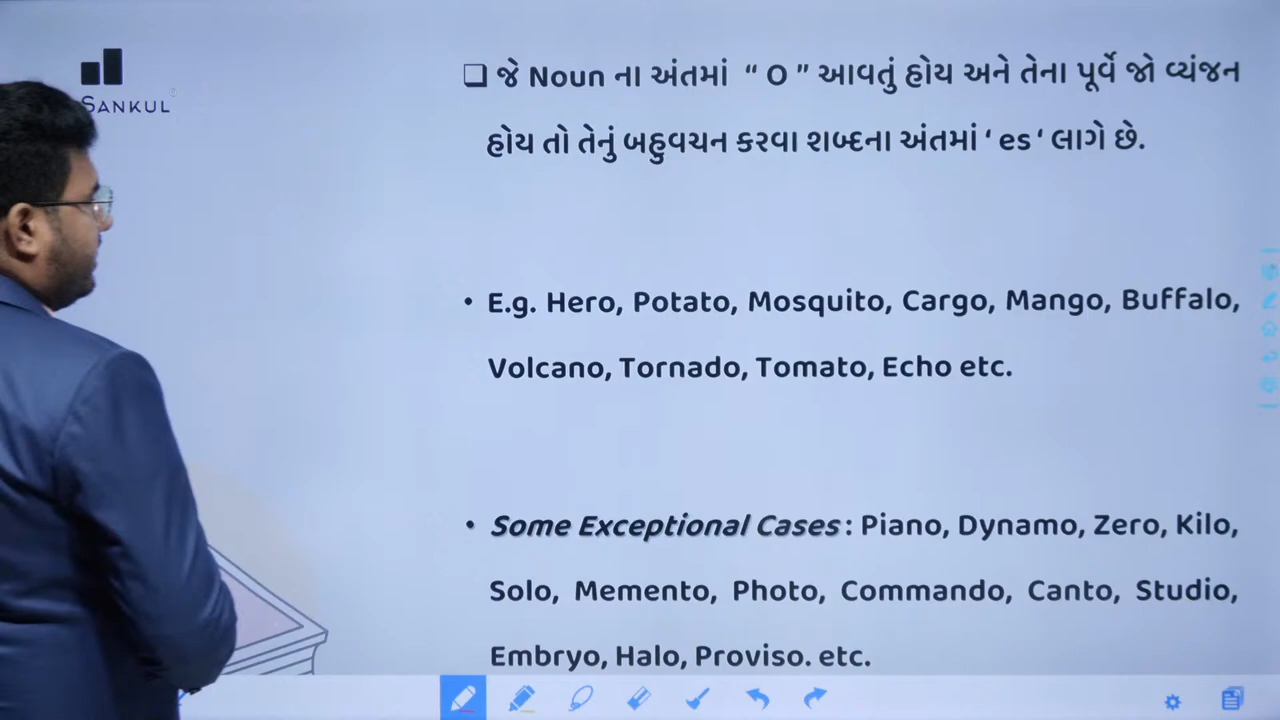 SANKUL
❑ જે Noun ના અંતમાં “ O ” આવતું હોય અને તેના પૂર્વે જો વ્યંજન
હોય તો તેનું બહુવચન કરવા શબ્દના અંતમાં ‘ es ‘ લાગે છે.
• E.g. Hero, Potato, Mosquito, Cargo, Mango, Buffalo,
Volcano, Tornado, Tomato, Echo etc.
• Some Exceptional Cases : Piano, Dynamo, Zero, Kilo,
Solo, Memento, Photo, Commando, Canto, Studio,
Embryo, Halo, Proviso. etc.